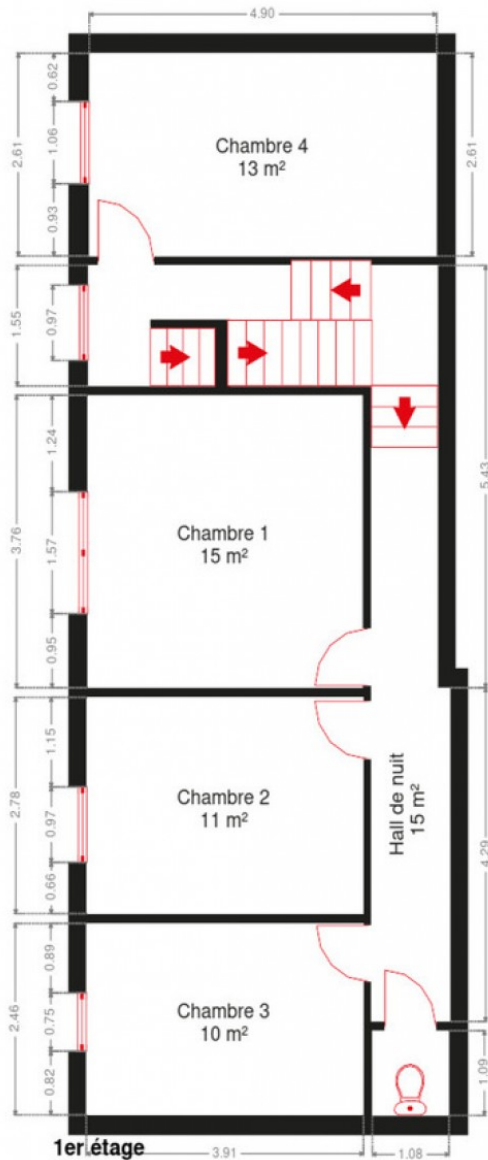 4.90
0.62
1.06
0.93
2.61
2.61
Chambre 4
13 m²
1.55
0.97
5.43
1.24
1.57
0.95
3.76
Chambre 1
15 m²
1.15
0.97
0.66
2.78
Chambre 2
11 m²
Hall de nuit
15 m²
4.29
0.89
0.75
0.82
2.46
Chambre 3
10 m²
1.09
1er étage
3.91
1.08